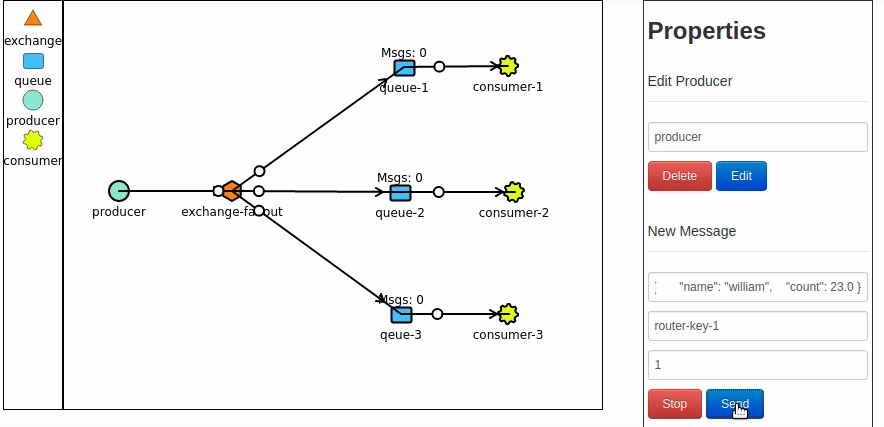 exchange
queue
producer
consumer
producer
exchange-fanout
Msgs: 0
queue-1
consumer-1
Msgs: 0
queue-2
consumer-2
Msgs: 0
qeue-3
consumer-3
Properties
Edit Producer
producer
Delete Edit
New Message
"name": "william", "count": 23.0 }
router-key-1
1
Stop Send